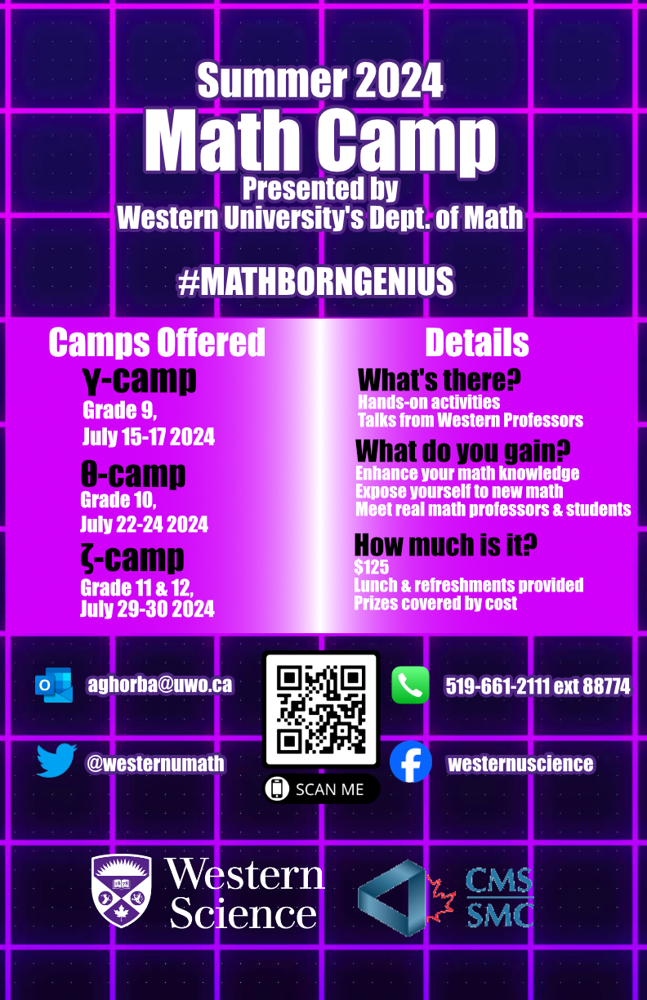 Summer 2024
Math Camp
Presented by
Western University's Dept. of Math
#MATHBORNGENIUS
Camps Offered
γ-camp
Grade 9,
July 15-17 2024
θ-camp
Grade 10,
July 22-24 2024
ζ-camp
Grade 11 & 12,
July 29-30 2024
Details
What's there?
Hands-on activities
Talks from Western Professors
What do you gain?
Enhance your math knowledge
Expose yourself to new math
Meet real math professors & students
How much is it?
$125
Lunch & refreshments provided
Prizes covered by cost
O
aghorba@uwo.ca
519-661-2111 ext 88774
@westernumath
f
westernuscience
SCAN ME
Western
Science
CMS
SMC